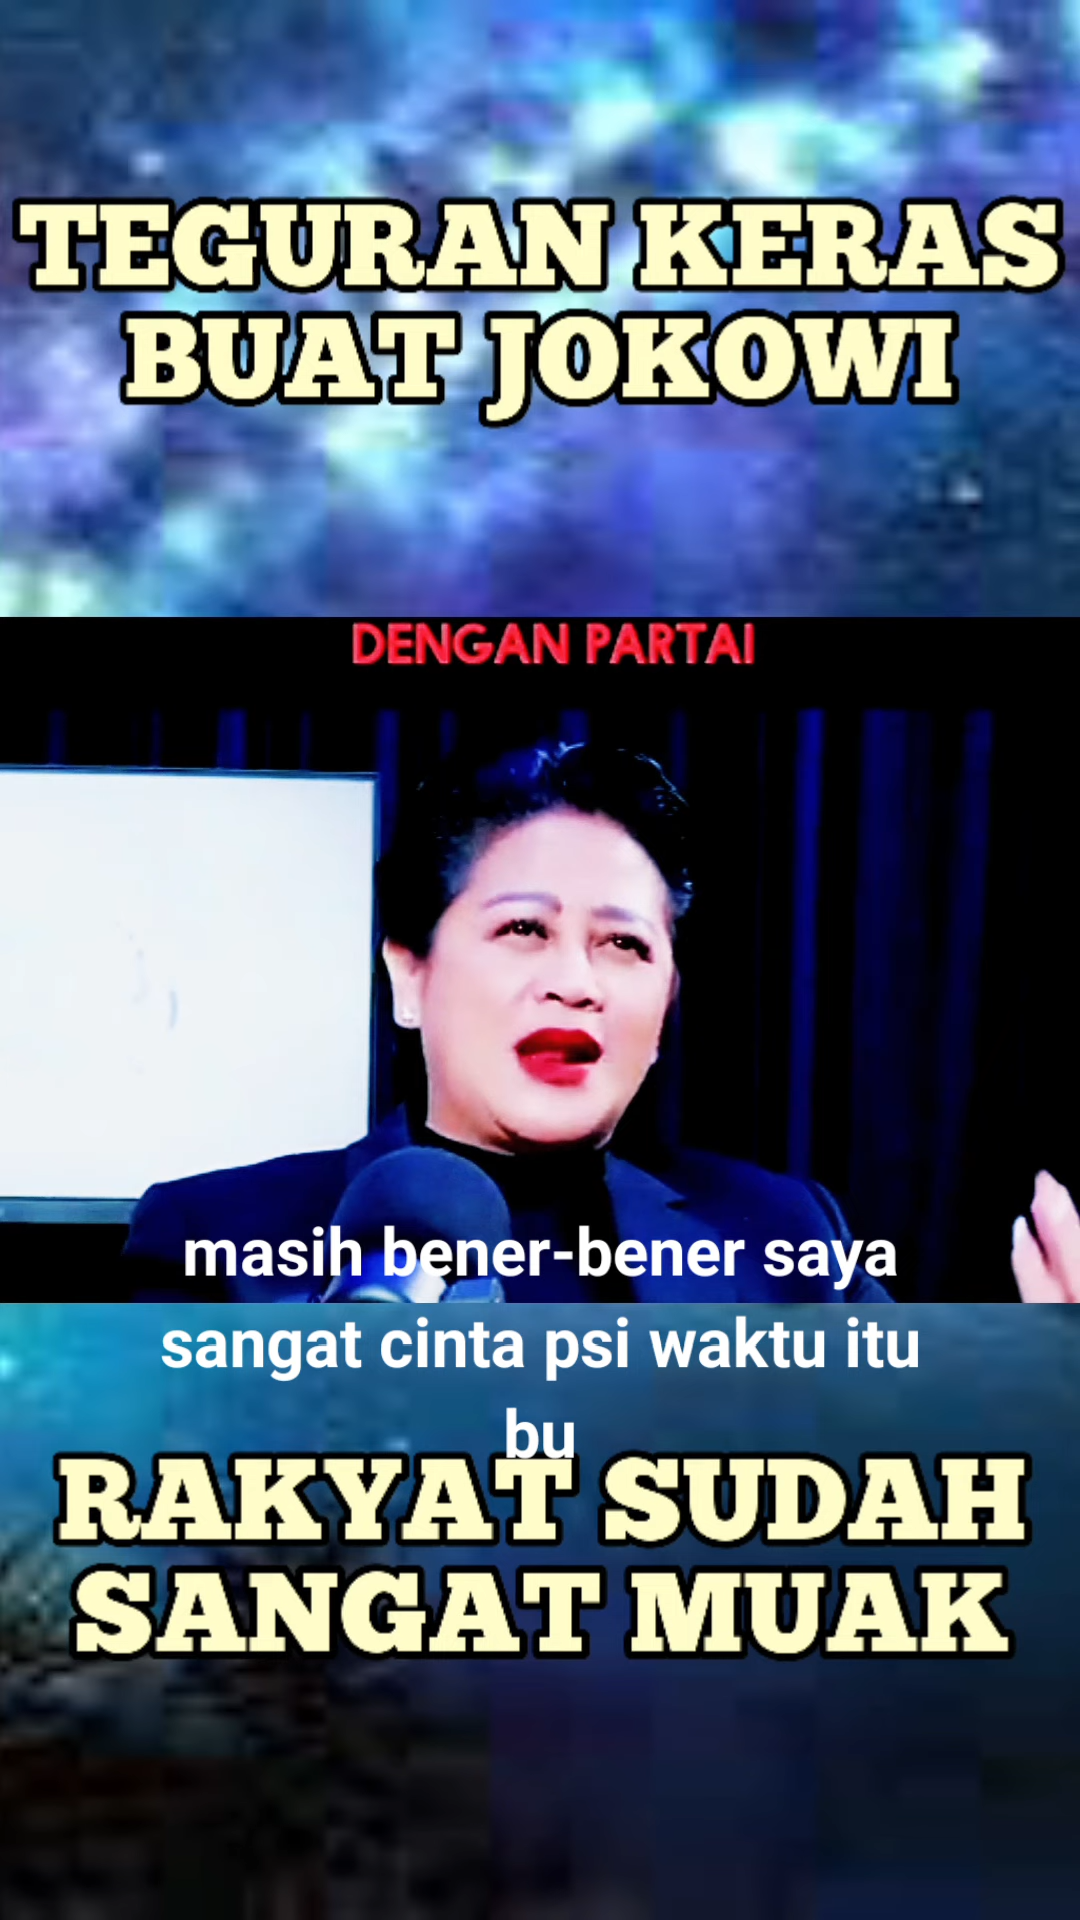 TEGURAN KERAS
BUAT JOKOWI
DENGAN PARTAI
masih bener-bener saya
sangat cinta psi waktu itu
bu
RAKYAT SUDAH
SANGAT MUAK